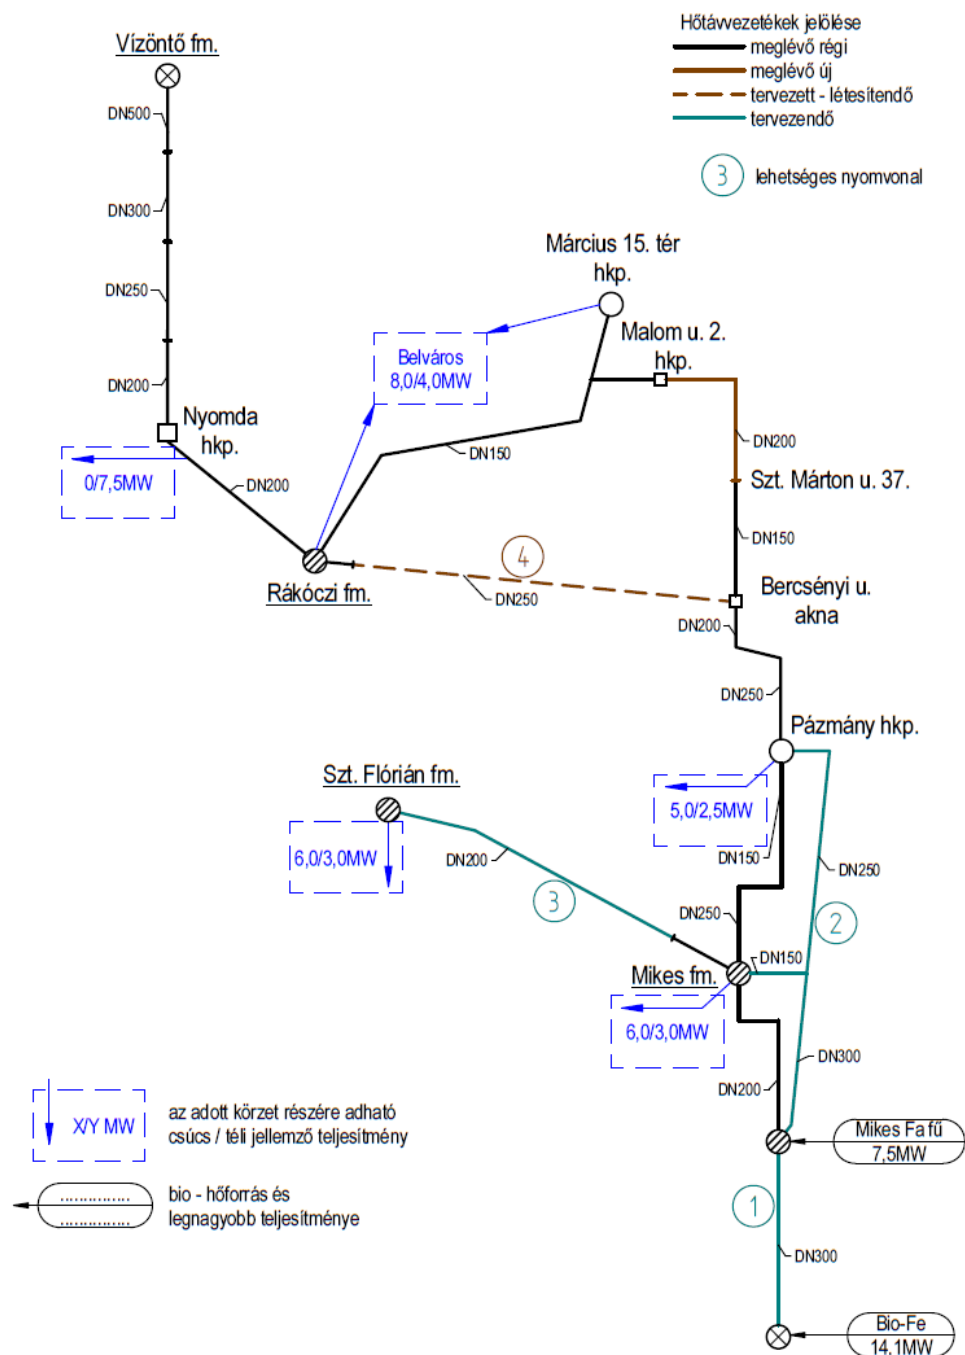 Hőtávvezetékek jelölése
meglévő régi
meglévő új
tervezett - létesítendő
tervezendő
3 lehetséges nyomvonal
Vízöntő fm.
DN500
DN300
DN250
DN200
Nyomda
hkp.
0/7,5MW
DN200
Március 15. tér
hkp.
Malom u. 2.
hkp.
Belváros
8,0/4,0MW
DN150
DN200
Szt. Márton u. 37.
DN150
4
Rákóczi fm.
DN250
Bercsényi u.
akna
DN200
DN250
Pázmány hkp.
Szt. Flórián fm.
5,0/2,5MW
6,0/3,0MW
DN200
DN150
DN250
3
DN250
2
DN150
Mikes fm.
6,0/3,0MW
DN300
DN200
X/Y MW
az adott körzet részére adható
csúcs / téli jellemző teljesítmény
Mikes Fafű
7,5MW
bio - hőforrás és
legnagyobb teljesítménye
1
DN300
Bio-Fe
14,1MW